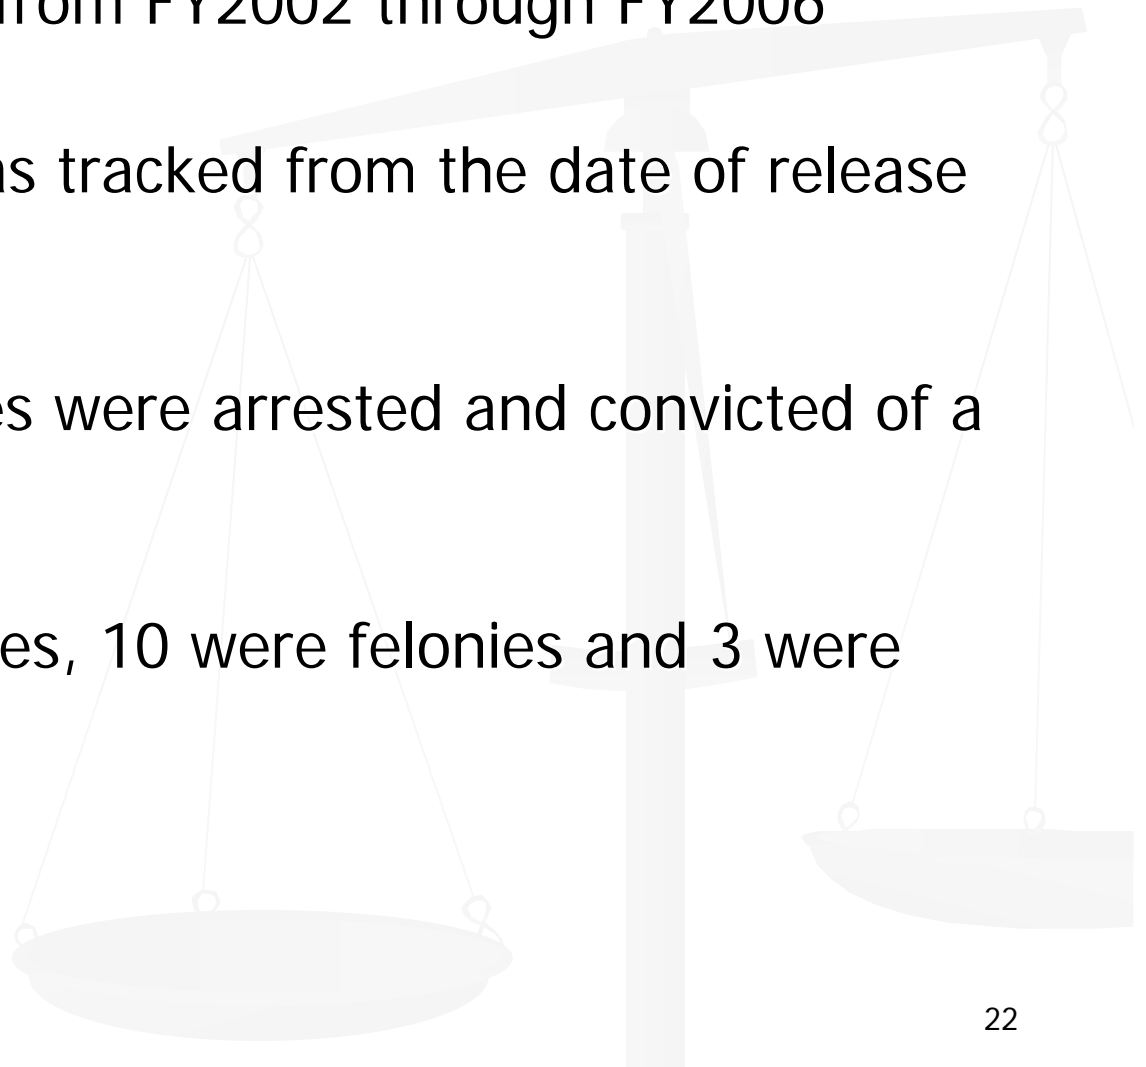 from FY2002 through FY2006
as tracked from the date of release
es were arrested and convicted of a
es, 10 were felonies and 3 were
22